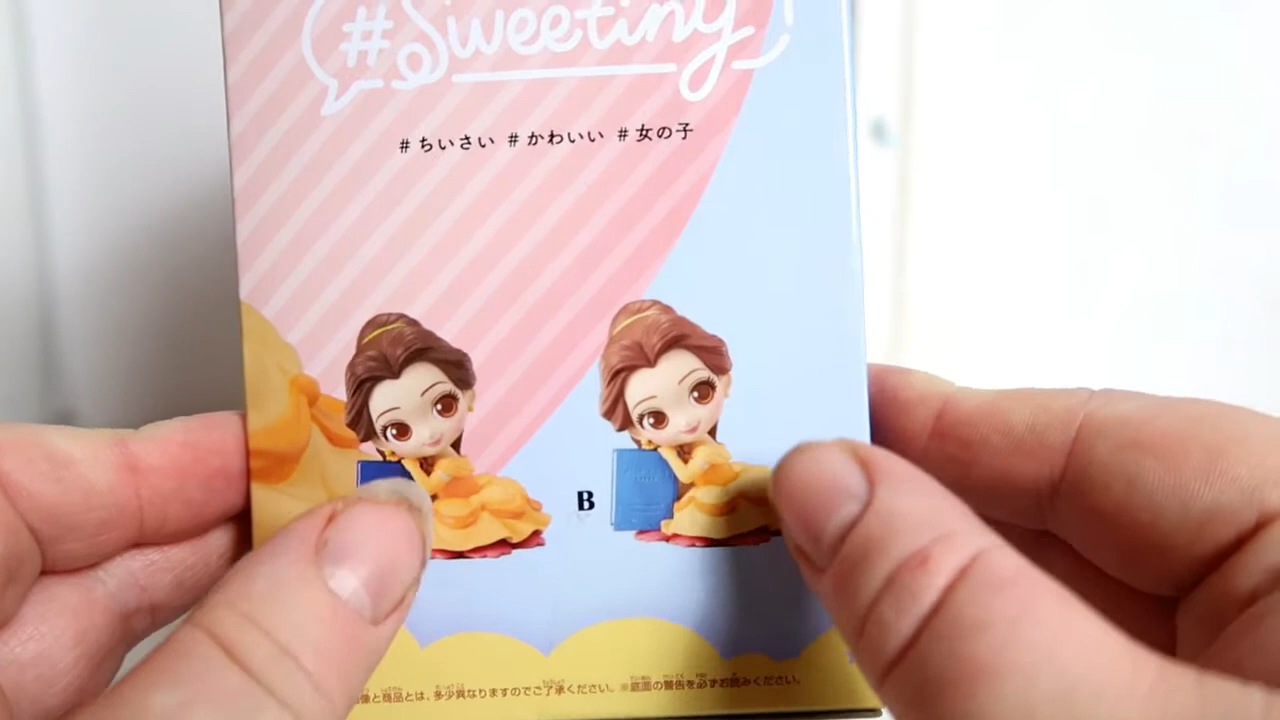 #Sweetiny
#ちいさい #かわいい #女の子
B
像と商品とは、多少異なりますのでご了承ください。※底面の警告を必ずお読みください。